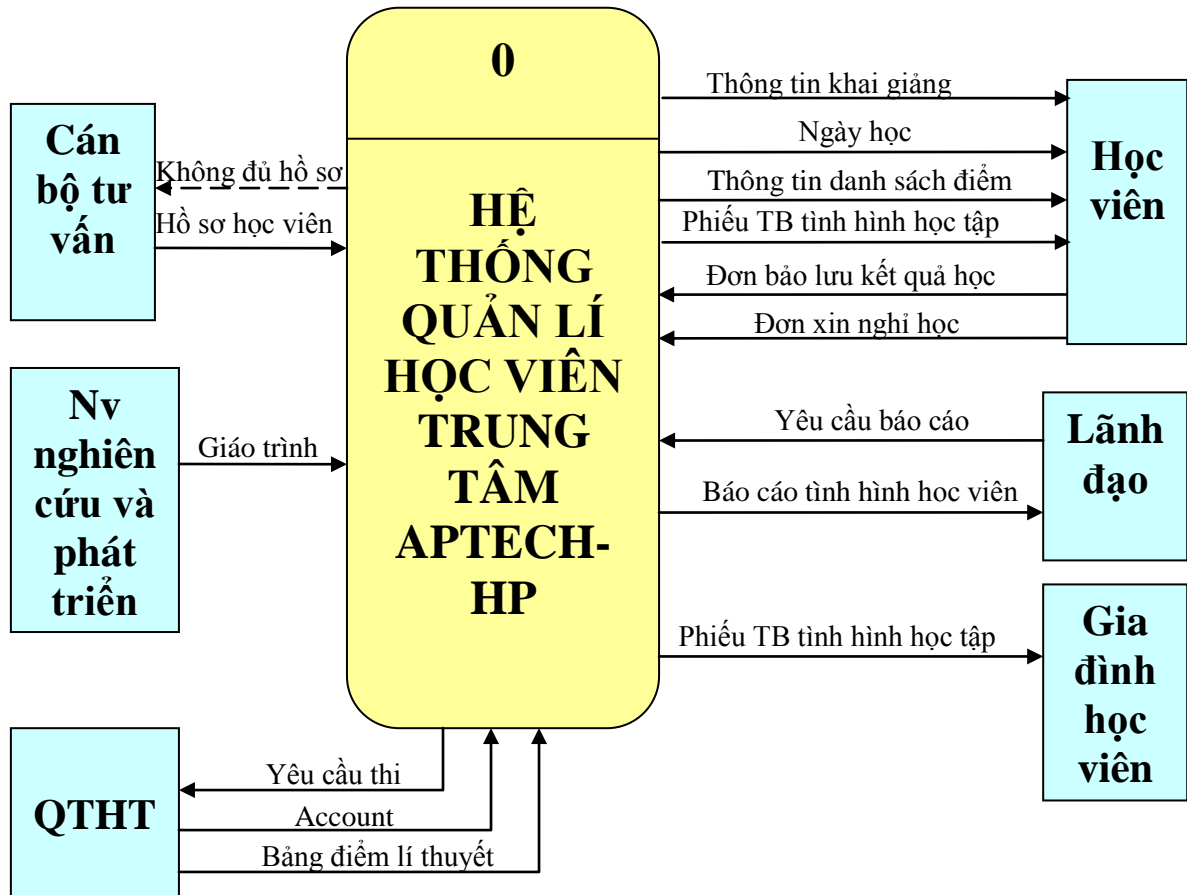 0
HỆ
THỐNG
QUẢN LÍ
HỌC VIÊN
TRUNG
TÂM
APTECH-
HP
Cán
bộ tư
vấn
Không đủ hồ sơ
Hồ sơ học viên
Nv
nghiên
cứu và
phát
triển
Giáo trình
QTHT
Yêu cầu thi
Account
Bảng điểm lí thuyết
Thông tin khai giảng
Ngày học
Thông tin danh sách điểm
Phiếu TB tình hình học tập
Đơn bảo lưu kết quả học
Đơn xin nghỉ học
Học
viên
Yêu cầu báo cáo
Báo cáo tình hình hoc viên
Lãnh
đạo
Phiếu TB tình hình học tập
Gia
đình
học
viên